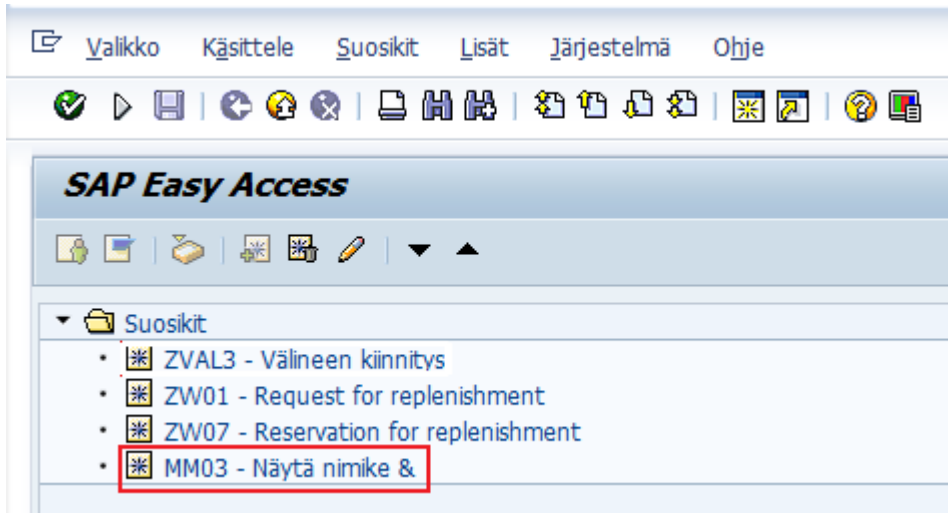 Valikko Käsittele Suosikit Lisät Järjestelmä Ohje
SAP Easy Access
Suosikit
ZVAL3 - Välineen kiinnitys
ZW01 - Request for replenishment
ZW07 - Reservation for replenishment
MM03 - Näytä nimike &